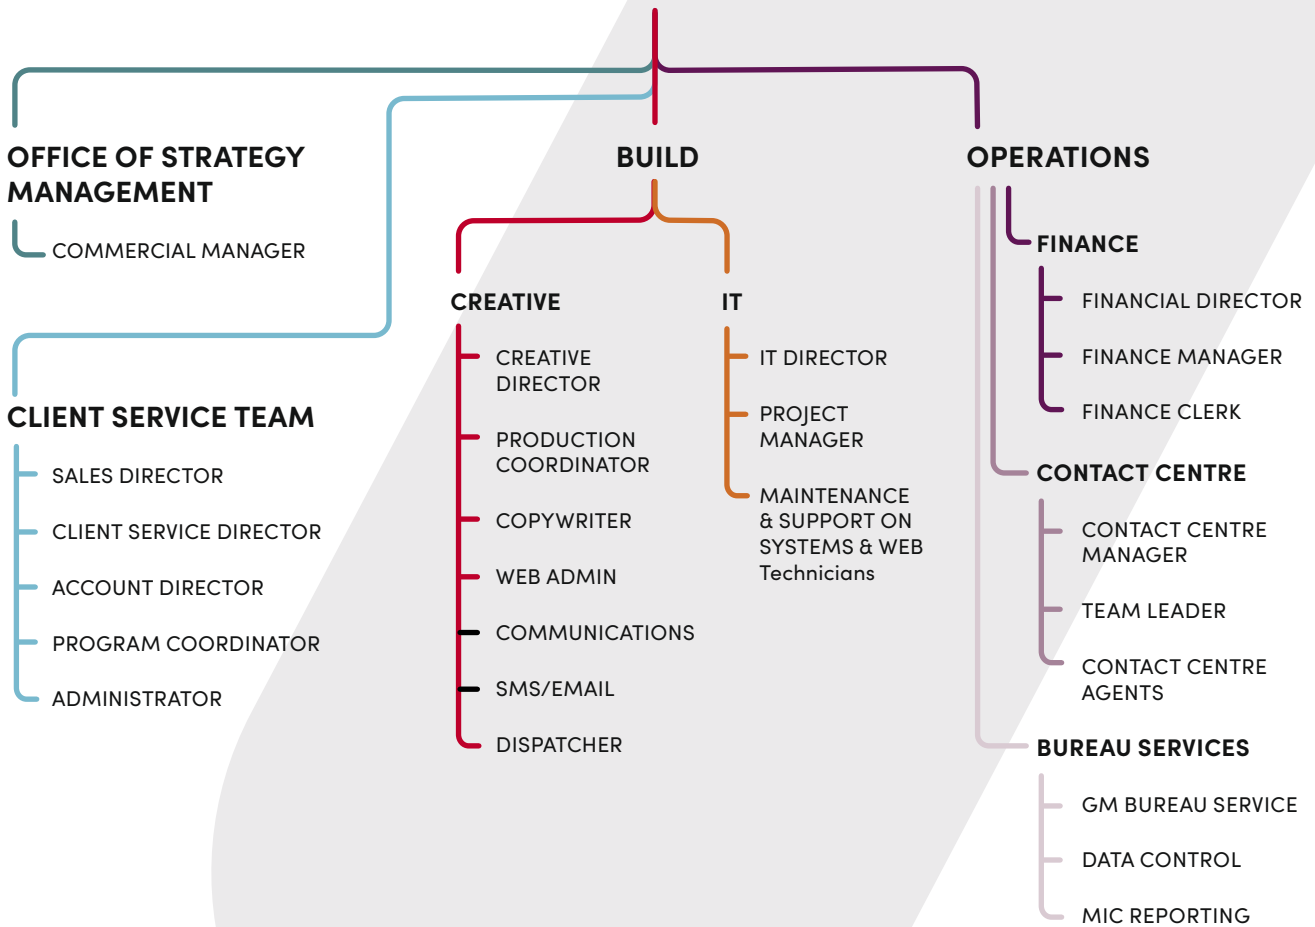 OFFICE OF STRATEGY
MANAGEMENT
COMMERCIAL MANAGER
CLIENT SERVICE TEAM
SALES DIRECTOR
CLIENT SERVICE DIRECTOR
ACCOUNT DIRECTOR
PROGRAM COORDINATOR
ADMINISTRATOR
BUILD
CREATIVE
CREATIVE
DIRECTOR
PRODUCTION
COORDINATOR
COPYWRITER
WEB ADMIN
COMMUNICATIONS
SMS/EMAIL
DISPATCHER
IT
IT DIRECTOR
PROJECT
MANAGER
MAINTENANCE
& SUPPORT ON
SYSTEMS & WEB
Technicians
OPERATIONS
FINANCE
FINANCIAL DIRECTOR
FINANCE MANAGER
FINANCE CLERK
CONTACT CENTRE
CONTACT CENTRE
MANAGER
TEAM LEADER
CONTACT CENTRE
AGENTS
BUREAU SERVICES
GM BUREAU SERVICE
DATA CONTROL
MIC REPORTING